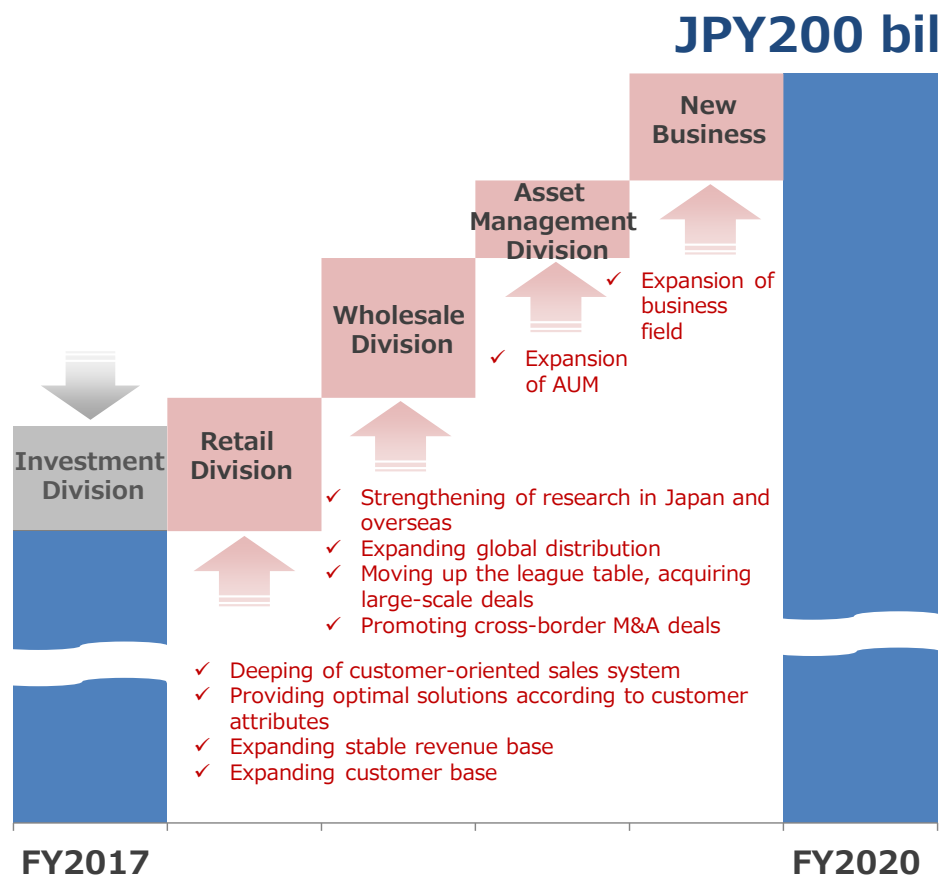 JPY200 bil
New
Business
Asset
Management
Division
✓ Expansion of
business
field
Wholesale
Division
✓ Expansion
of AUM
Retail
Division
Investment
Division
✓ Strengthening of research in Japan and
overseas
✓ Expanding global distribution
✓ Moving up the league table, acquiring
large-scale deals
✓ Promoting cross-border M&A deals
✓ Deeping of customer-oriented sales system
✓ Providing optimal solutions according to customer
attributes
✓ Expanding stable revenue base
✓ Expanding customer base
FY2017
FY2020